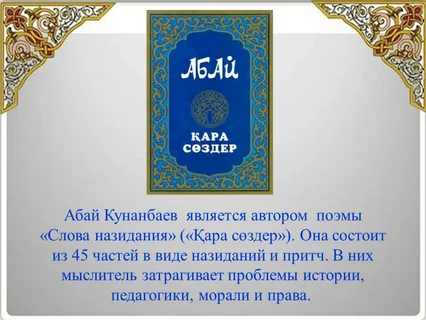 АБАЙ
ҚАРА
СӨЗДЕР
Абай Кунанбаев является автором поэмы
«Слова назидания» («Қара сөздер»). Она состоит
из 45 частей в виде назиданий и притч. В них
мыслитель затрагивает проблемы истории,
педагогики, морали и права.